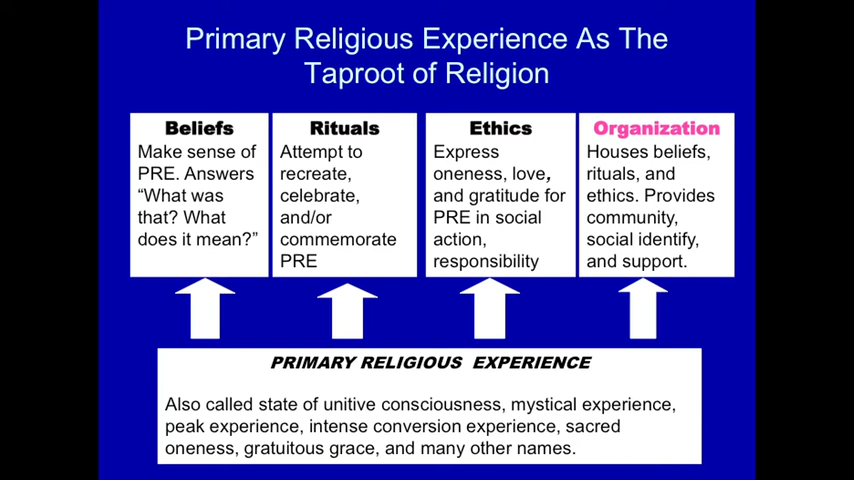 Primary Religious Experience As The
Taproot of Religion
Beliefs
Make sense of
PRE. Answers
“What was
that? What
does it mean?”
Rituals
Attempt to
recreate,
celebrate,
and/or
commemorate
PRE
Ethics
Express
oneness, love,
and gratitude for
PRE in social
action,
responsibility
Organization
Houses beliefs,
rituals, and
ethics. Provides
community,
social identify,
and support.
PRIMARY RELIGIOUS EXPERIENCE
Also called state of unitive consciousness, mystical experience,
peak experience, intense conversion experience, sacred
oneness, gratuitous grace, and many other names.